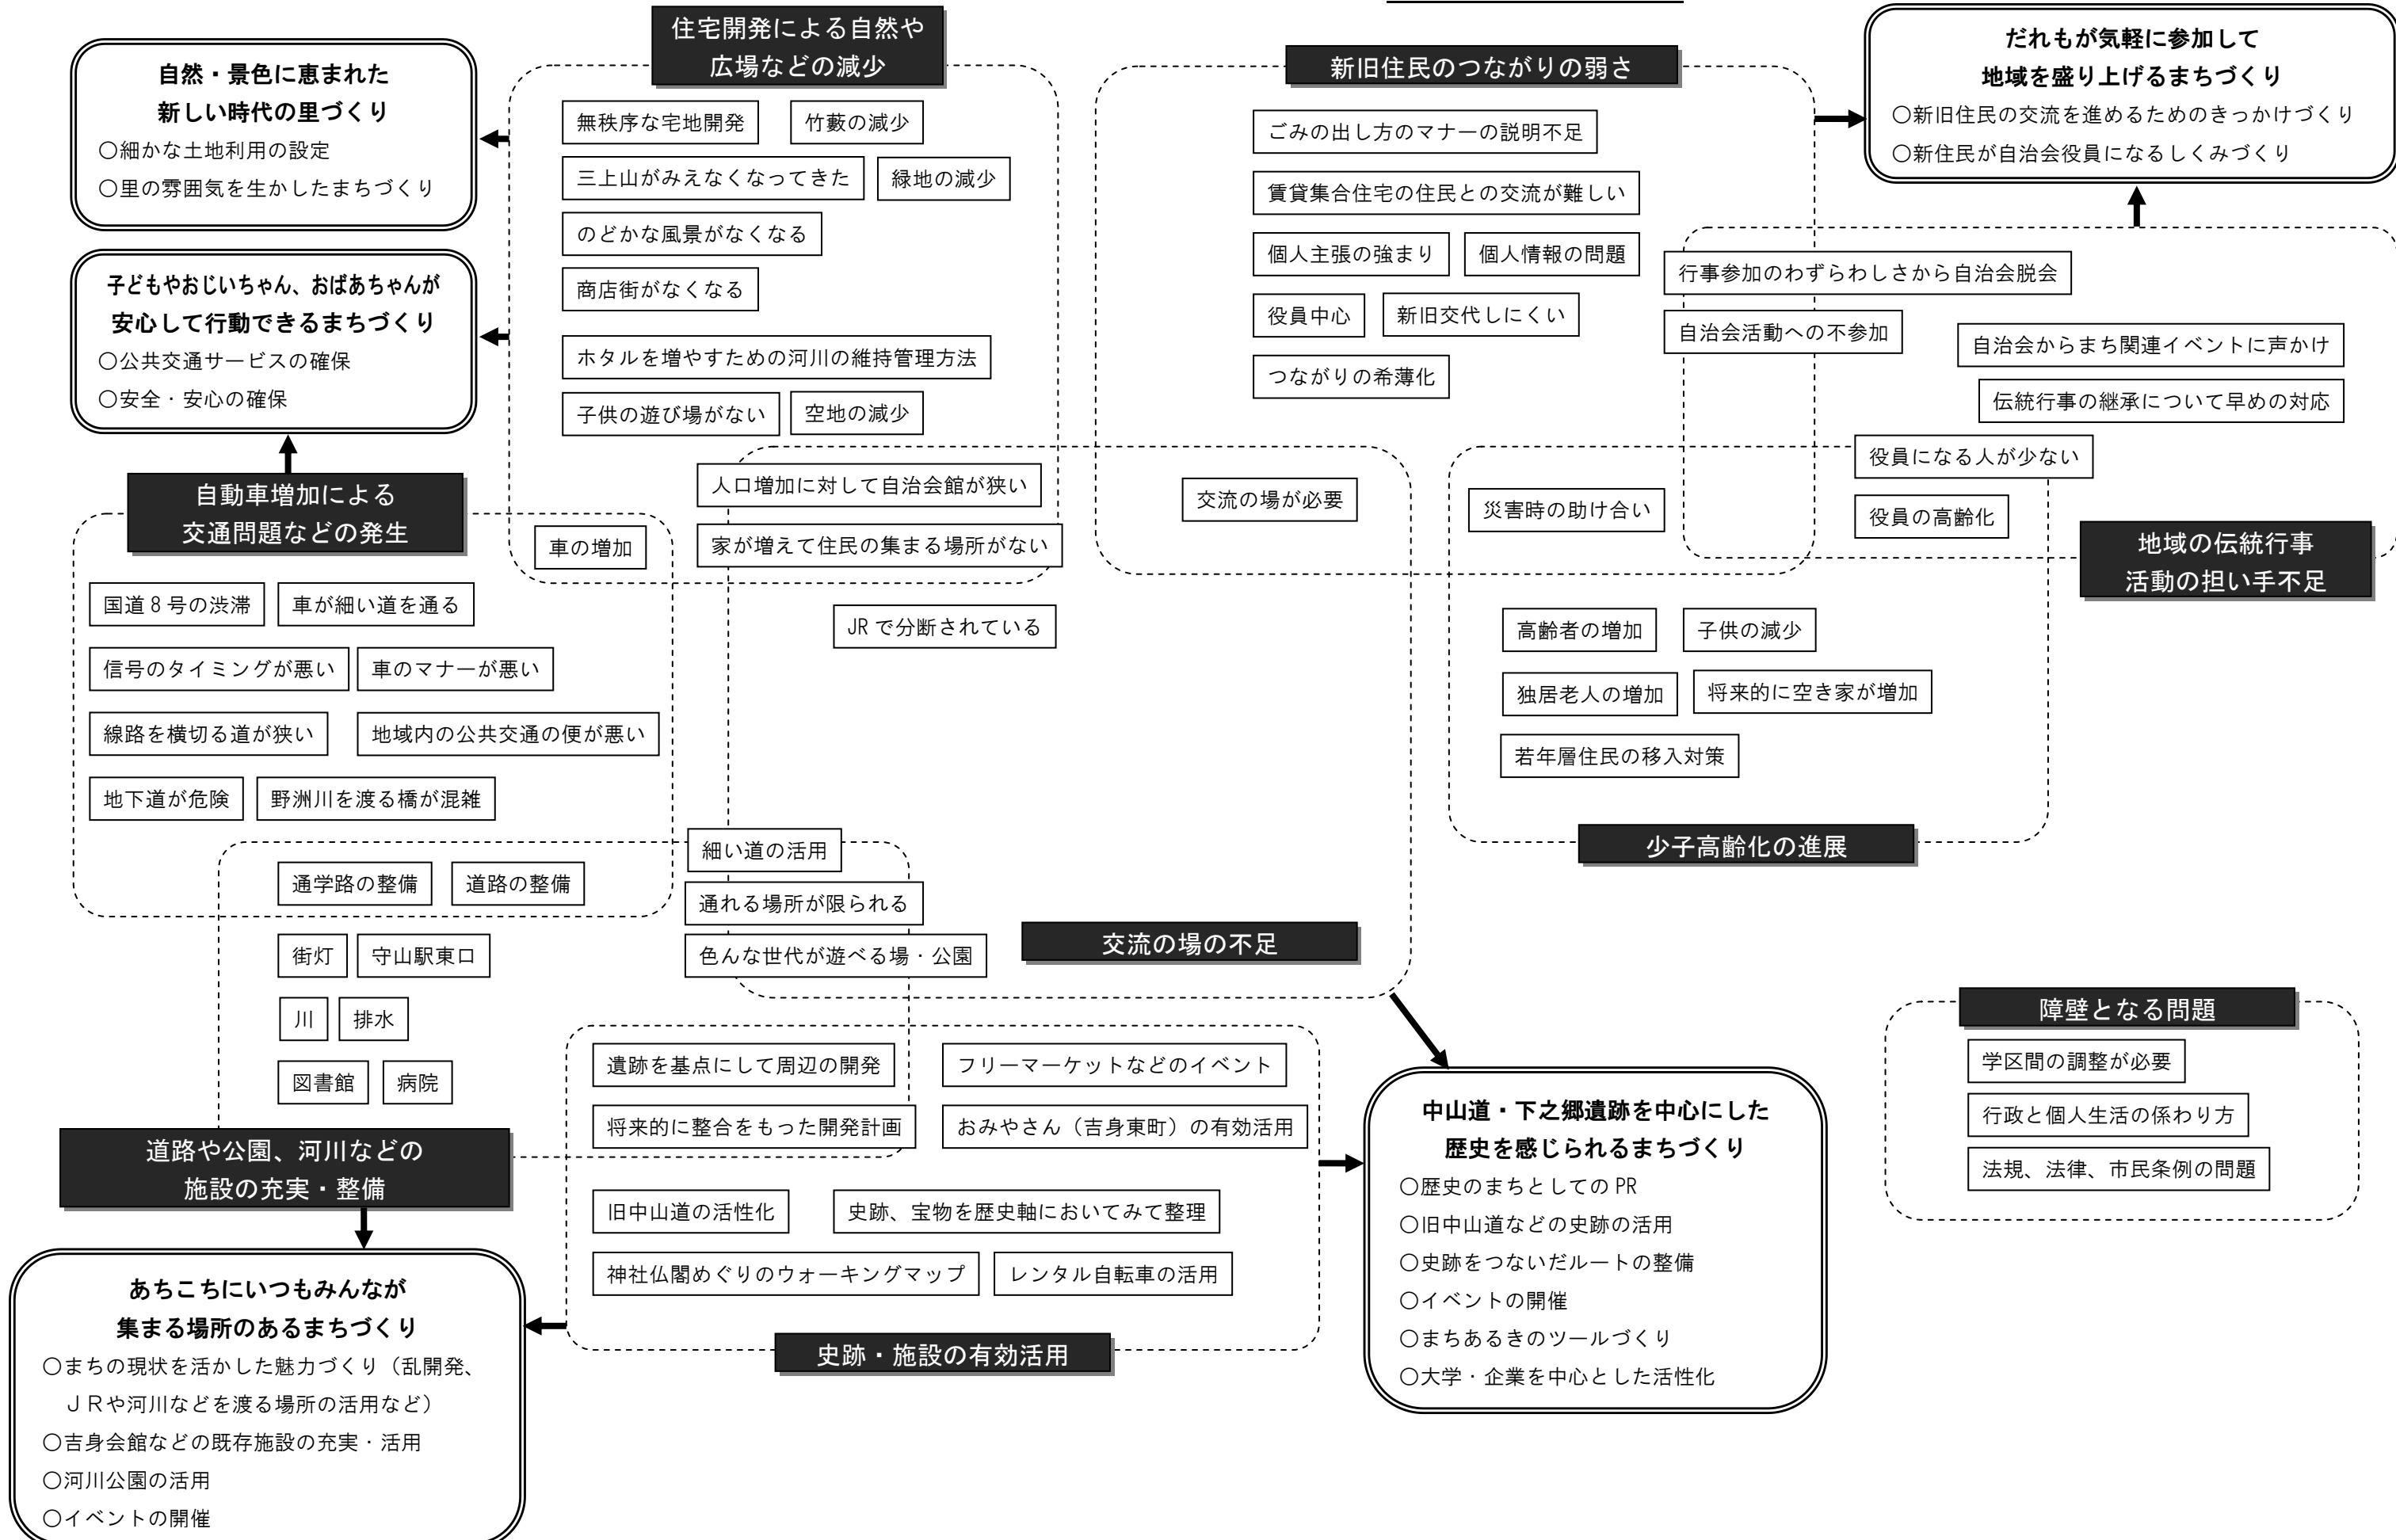 自然・景色に恵まれた
新しい時代の里づくり
○細かな土地利用の設定
○里の雰囲気を生かしたまちづくり
子どもやおじいちゃん、おばあちゃんが
安心して行動できるまちづくり
○公共交通サービスの確保
○安全・安心の確保
住宅開発による自然や
広場などの減少
無秩序な宅地開発
竹藪の減少
三上山がみえなくなってきた
緑地の減少
のどかな風景がなくなる
商店街がなくなる
ホタルを増やすための河川の維持管理方法
子供の遊び場がない
空地の減少
人口増加に対して自治会館が狭い
家が増えて住民の集まる場所がない
車の増加
新旧住民のつながりの弱さ
ごみの出し方のマナーの説明不足
賃貸集合住宅の住民との交流が難しい
個人主張の強まり
個人情報の問題
役員中心
新旧交代しにくい
つながりの希薄化
交流の場が必要
災害時の助け合い
だれもが気軽に参加して
地域を盛り上げるまちづくり
○新旧住民の交流を進めるためのきっかけづくり
○新住民が自治会役員になるしくみづくり
行事参加のわずらわしさから自治会脱会
自治会活動への不参加
自治会からまち関連イベントに声かけ
伝統行事の継承について早めの対応
役員になる人が少ない
役員の高齢化
地域の伝統行事
活動の担い手不足
自動車増加による
交通問題などの発生
国道8号の渋滞
車が細い道を通る
信号のタイミングが悪い
車のマナーが悪い
線路を横切る道が狭い
地域内の公共交通の便が悪い
地下道が危険
野洲川を渡る橋が混雑
通学路の整備
道路の整備
JRで分断されている
細い道の活用
通れる場所が限られる
色んな世代が遊べる場・公園
交流の場の不足
高齢者の増加
子供の減少
独居老人の増加
将来的に空き家が増加
若年層住民の移入対策
少子高齢化の進展
街灯
守山駅東口
川
排水
図書館
病院
道路や公園、河川などの
施設の充実・整備
遺跡を基点にして周辺の開発
フリーマーケットなどのイベント
将来的に整合をもった開発計画
おみやさん（吉身東町）の有効活用
旧中山道の活性化
史跡、宝物を歴史軸においてみて整理
神社仏閣めぐりのウォーキングマップ
レンタル自転車の活用
史跡・施設の有効活用
障壁となる問題
学区間の調整が必要
行政と個人生活の係わり方
法規、法律、市民条例の問題
中山道・下之郷遺跡を中心にした
歴史を感じられるまちづくり
○歴史のまちとしてのPR
○旧中山道などの史跡の活用
○史跡をつないだルートの整備
○イベントの開催
○まちあるきのツールづくり
○大学・企業を中心とした活性化
あちこちにいつもみんなが
集まる場所のあるまちづくり
○まちの現状を活かした魅力づくり（乱開発、
ＪＲや河川などを渡る場所の活用など）
○吉身会館などの既存施設の充実・活用
○河川公園の活用
○イベントの開催